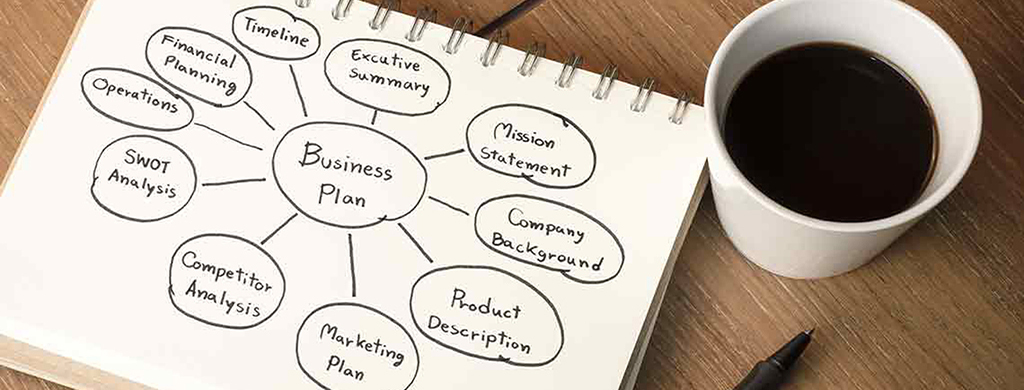 Timeline
Financial
Planning
Operations
SWOT
Analysis
Competitor
Analysis
Marketing
Plan
Product
Description
Company
Background
Mission
Statement
Excutive
Summary
Business
Plan